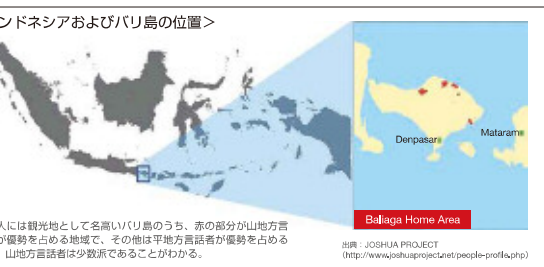 ンドネシアおよびバリ島の位置>
Denpasar
Mataram
Baliaga Home Area
人には観光地として名高いバリ島のうち、赤の部分が山地方言
が優勢を占める地域で、その他は平地方言話者が優勢を占める
山地方言話者は少数派であることがわかる。
出典:JOSHUA PROJECT
(http://www.joshuaproject.net/people-profile.php)